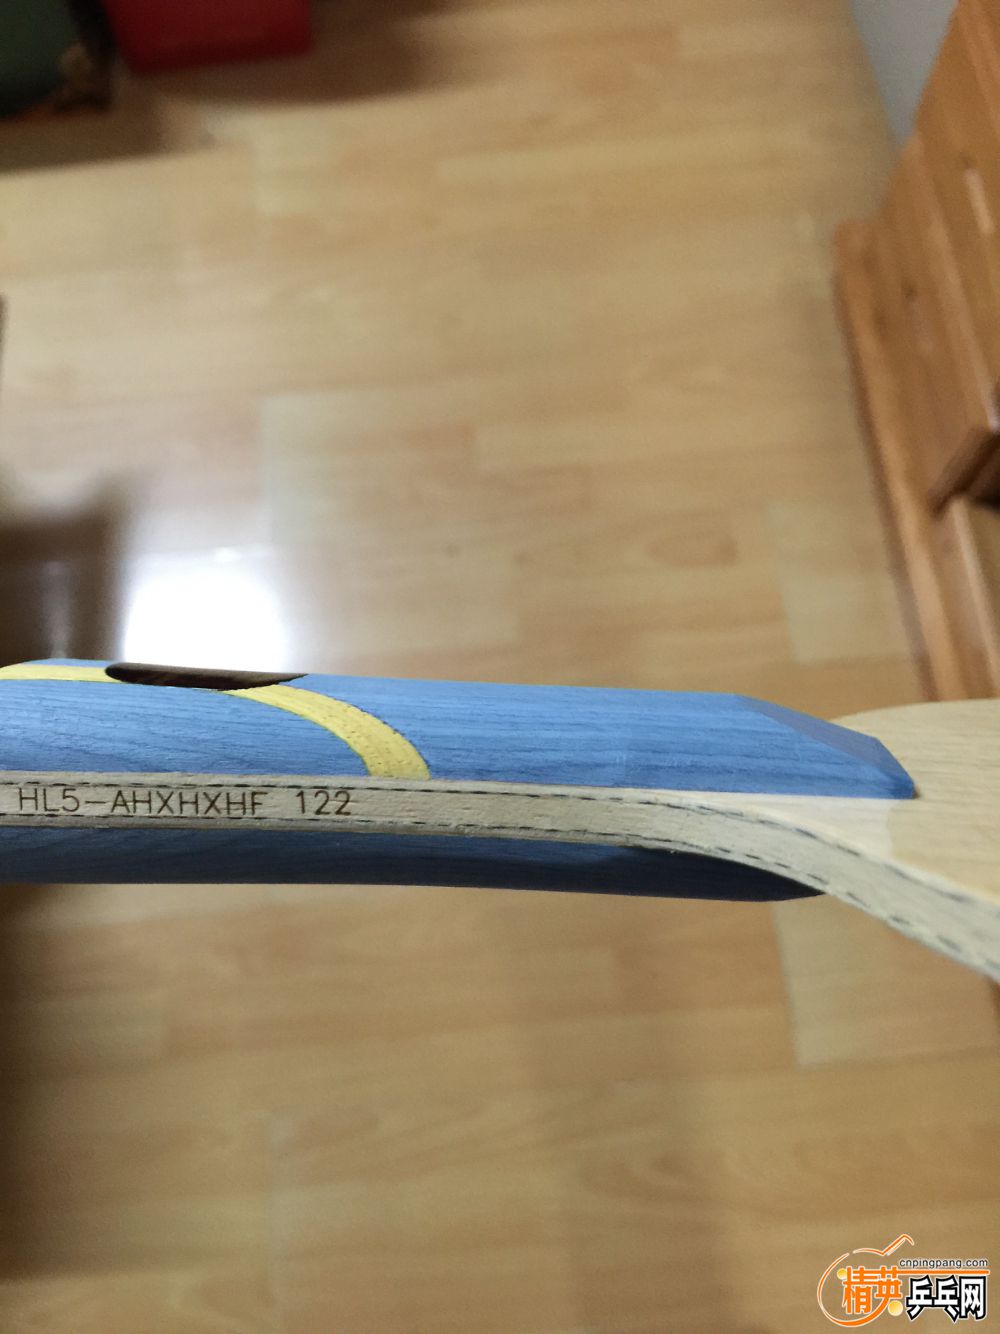 HL5-AHXHXHF 122
cnpingpang.com
精英乒乓网